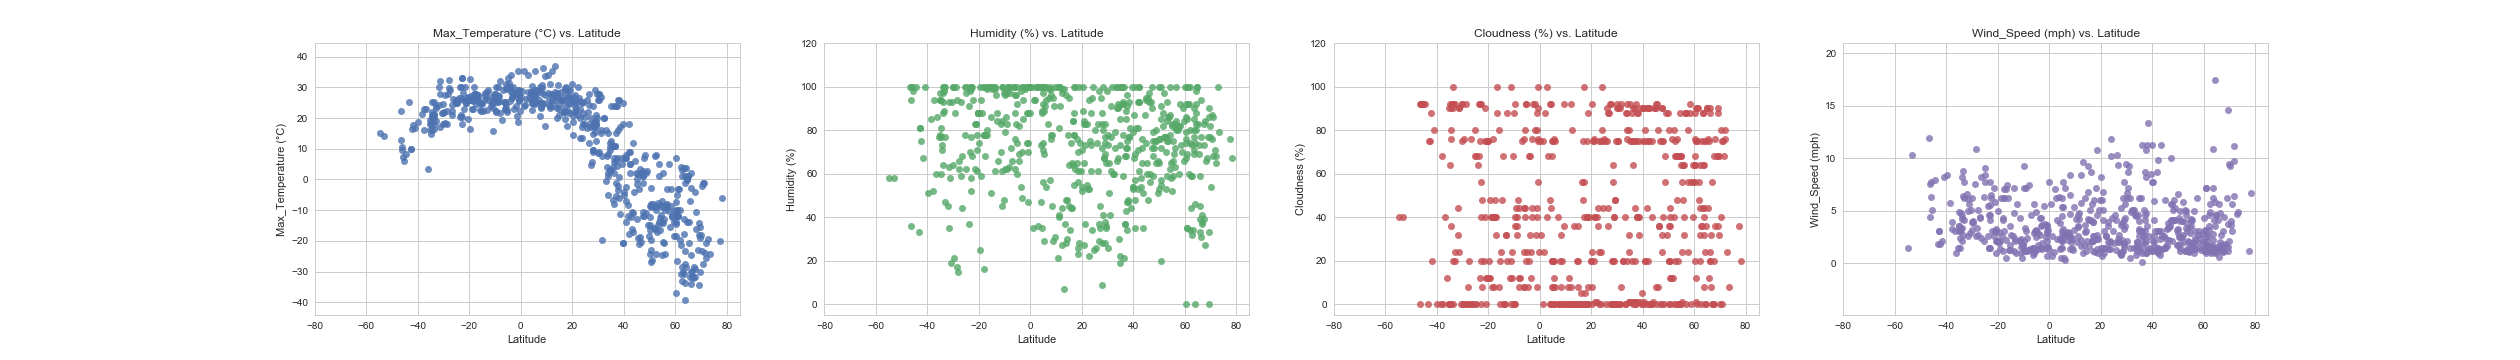 Max_Temperature (°C) vs. Latitude
40
30
20
10
0
−10
−20
−30
−40
Max_Temperature (°C)
−80 −60 −40 −20 0 20 40 60 80
Latitude
Humidity (%) vs. Latitude
120
100
80
60
40
20
0
Humidity (%)
−80 −60 −40 −20 0 20 40 60 80
Latitude
Cloudness (%) vs. Latitude
120
100
80
60
40
20
0
Cloudness (%)
−80 −60 −40 −20 0 20 40 60 80
Latitude
Wind_Speed (mph) vs. Latitude
20
15
10
5
0
Wind_Speed (mph)
−80 −60 −40 −20 0 20 40 60 80
Latitude